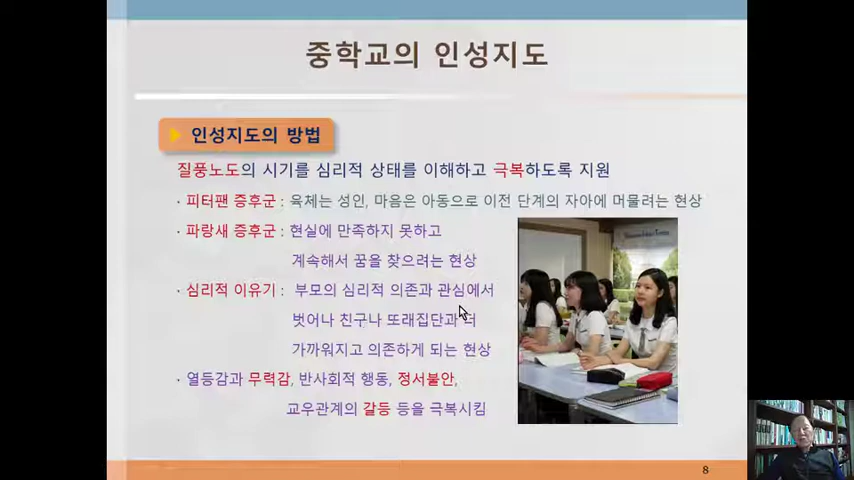 중학교의 인성지도
인성지도의 방법
질풍노도의 시기를 심리적 상태를 이해하고 극복하도록 지원
· 피터팬 증후군 : 육체는 성인, 마음은 아동으로 이전 단계의 자아에 머물려는 현상
· 파랑새 증후군 : 현실에 만족하지 못하고
계속해서 꿈을 찾으려는 현상
· 심리적 이유기 : 부모의 심리적 의존과 관심에서
벗어나 친구나 또래집단과
가까워지고 의존하게 되는 현상
· 열등감과 무력감, 반사회적 행동, 정서불안,
교우관계의 갈등 등을 극복시킴
8